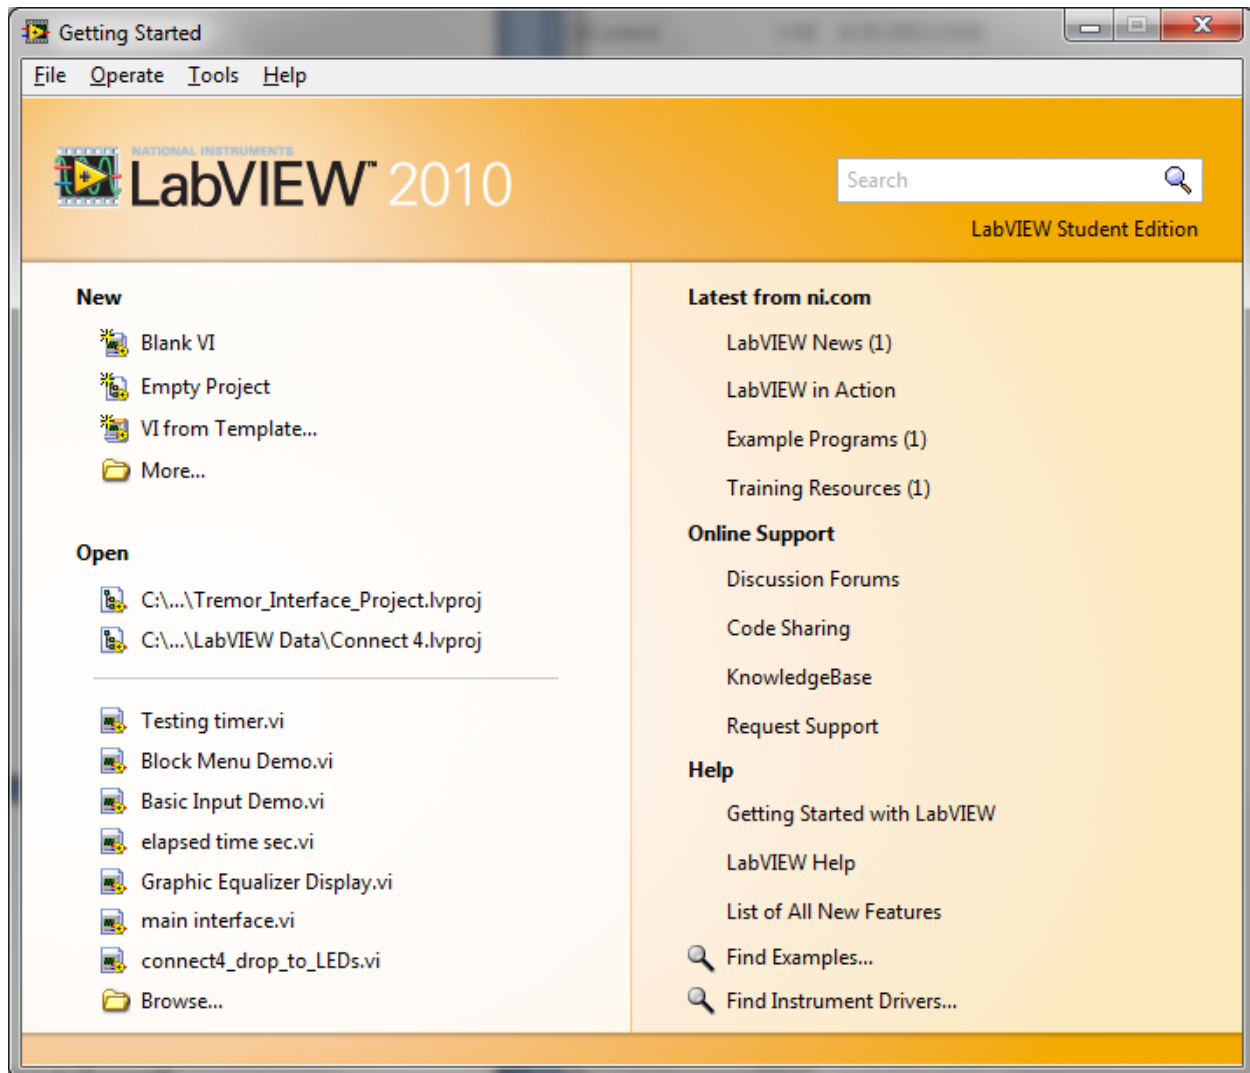 Getting Started
File Operate Tools Help
NATIONAL INSTRUMENTS
LabVIEW™ 2010
Search
LabVIEW Student Edition
New
Blank VI
Empty Project
VI from Template...
More...
Open
C:\...\Tremor_Interface_Project.lvproj
C:\...\LabVIEW Data\Connect 4.lvproj
Testing timer.vi
Block Menu Demo.vi
Basic Input Demo.vi
elapsed time sec.vi
Graphic Equalizer Display.vi
main interface.vi
connect4_drop_to_LEDs.vi
Browse...
Latest from ni.com
LabVIEW News (1)
LabVIEW in Action
Example Programs (1)
Training Resources (1)
Online Support
Discussion Forums
Code Sharing
KnowledgeBase
Request Support
Help
Getting Started with LabVIEW
LabVIEW Help
List of All New Features
Find Examples...
Find Instrument Drivers...